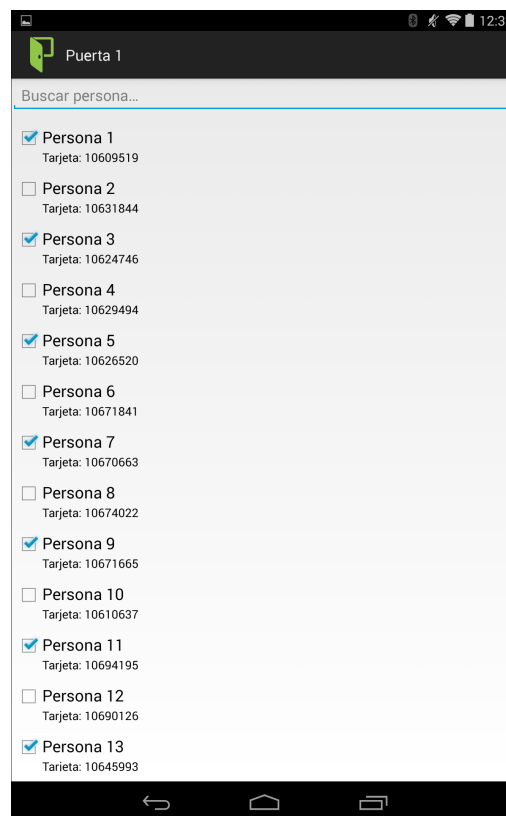 12:3
Puerta 1
Buscar persona...
Persona 1
Tarjeta: 10609519
Persona 2
Tarjeta: 10631844
Persona 3
Tarjeta: 10624746
Persona 4
Tarjeta: 10629494
Persona 5
Tarjeta: 10626520
Persona 6
Tarjeta: 10671841
Persona 7
Tarjeta: 10670663
Persona 8
Tarjeta: 10674022
Persona 9
Tarjeta: 10671665
Persona 10
Tarjeta: 10610637
Persona 11
Tarjeta: 10694195
Persona 12
Tarjeta: 10690126
Persona 13
Tarjeta: 10645993